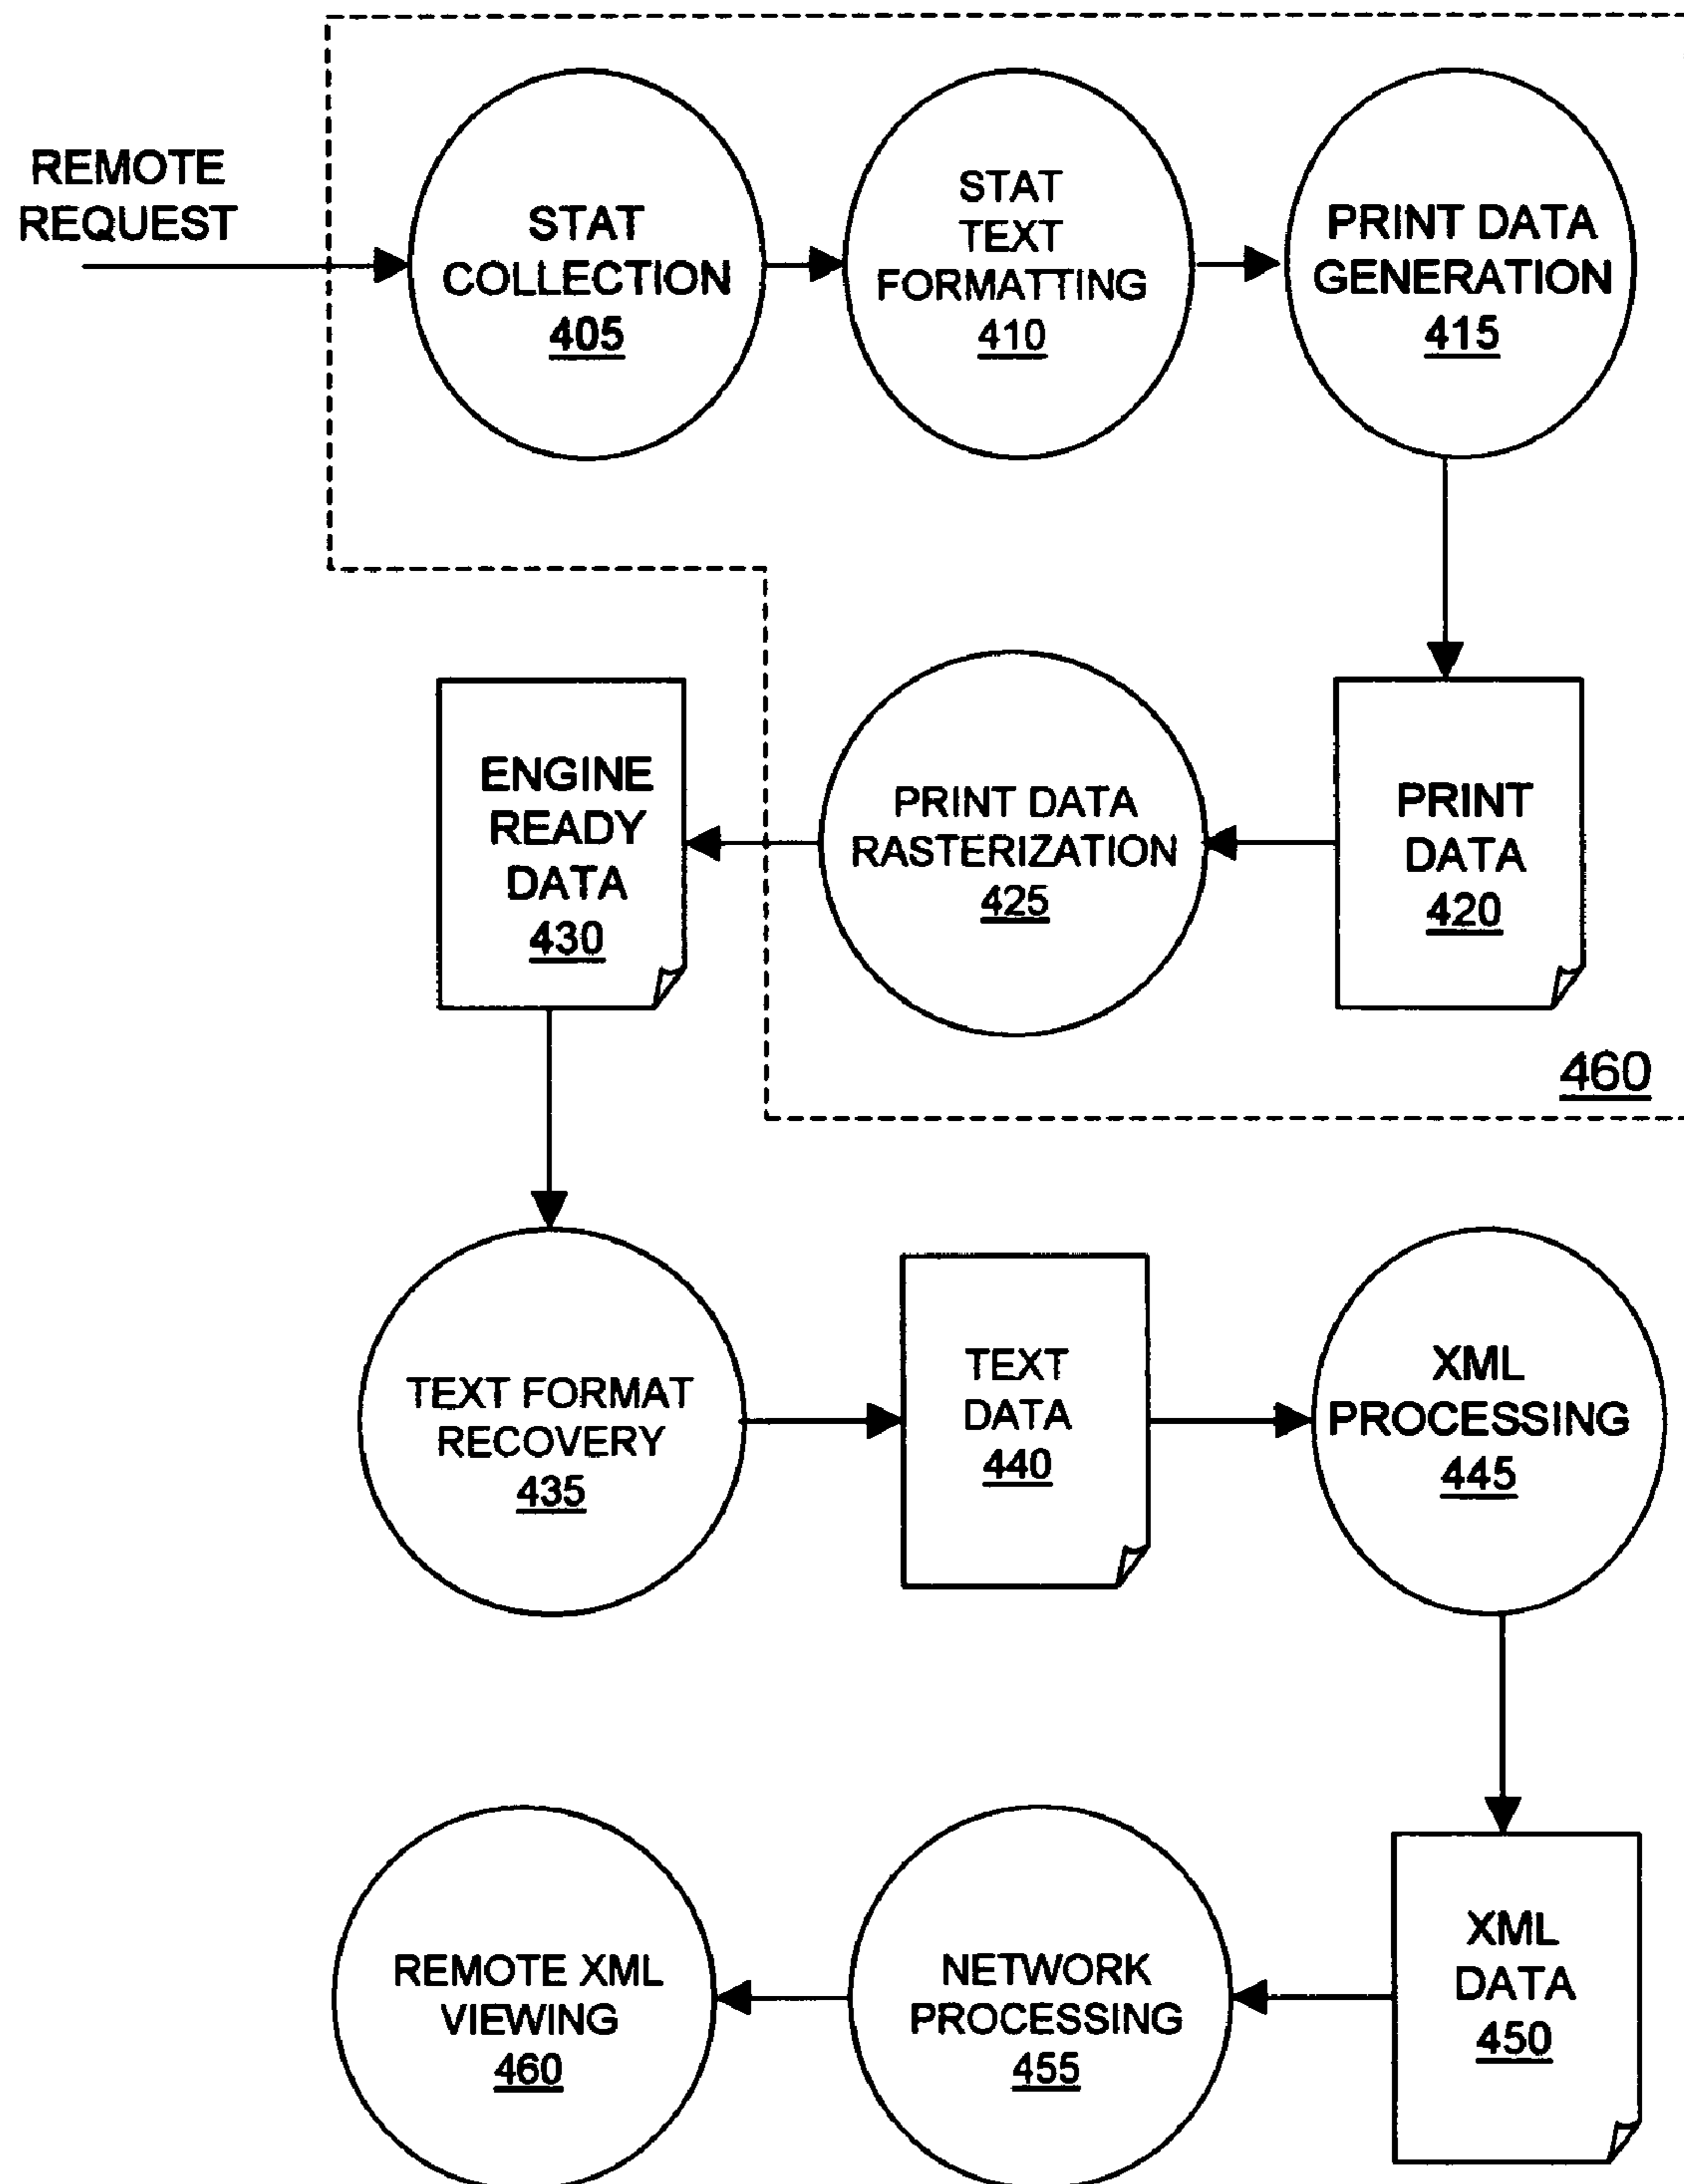 REMOTE
REQUEST
STAT
COLLECTION
405
STAT
TEXT
FORMATTING
410
PRINT DATA
GENERATION
415
ENGINE
READY
DATA
430
PRINT DATA
RASTERIZATION
425
PRINT
DATA
420
460
TEXT FORMAT
RECOVERY
435
TEXT
DATA
440
XML
PROCESSING
445
REMOTE XML
VIEWING
460
NETWORK
PROCESSING
455
XML
DATA
450